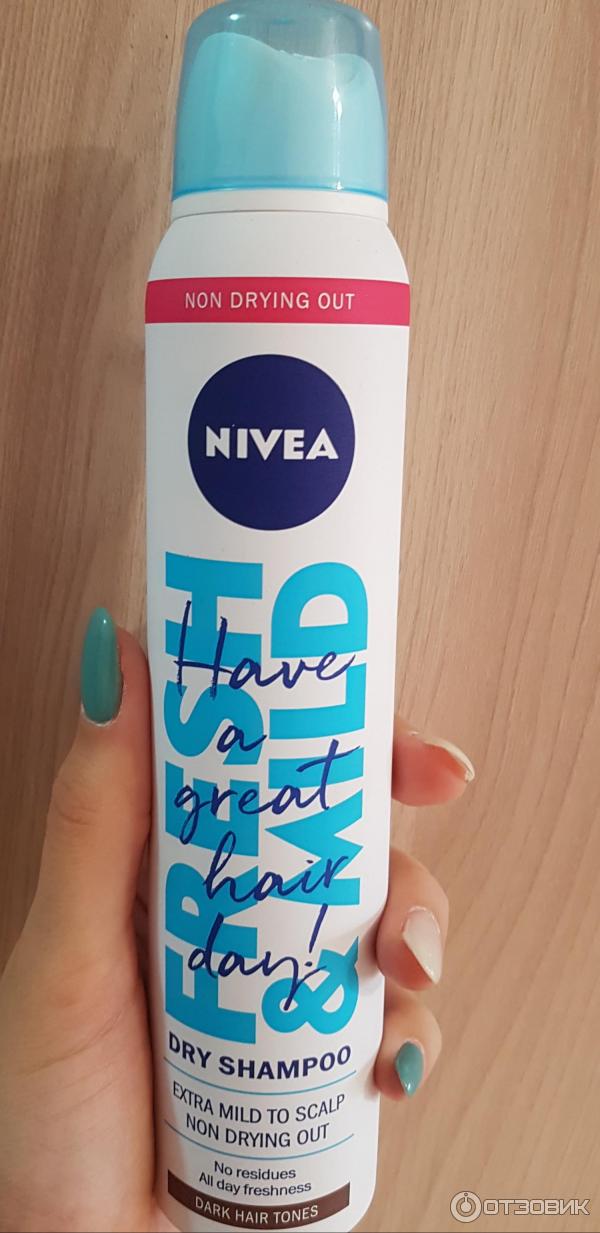 NON DRYING OUT
NIVEA
FRESH
& MILD
Have
a
great
hair
day!
DRY SHAMPOO
EXTRA MILD TO SCALP
NON DRYING OUT
No residues
All day freshness
DARK HAIR TONES
ОТЗОВИК